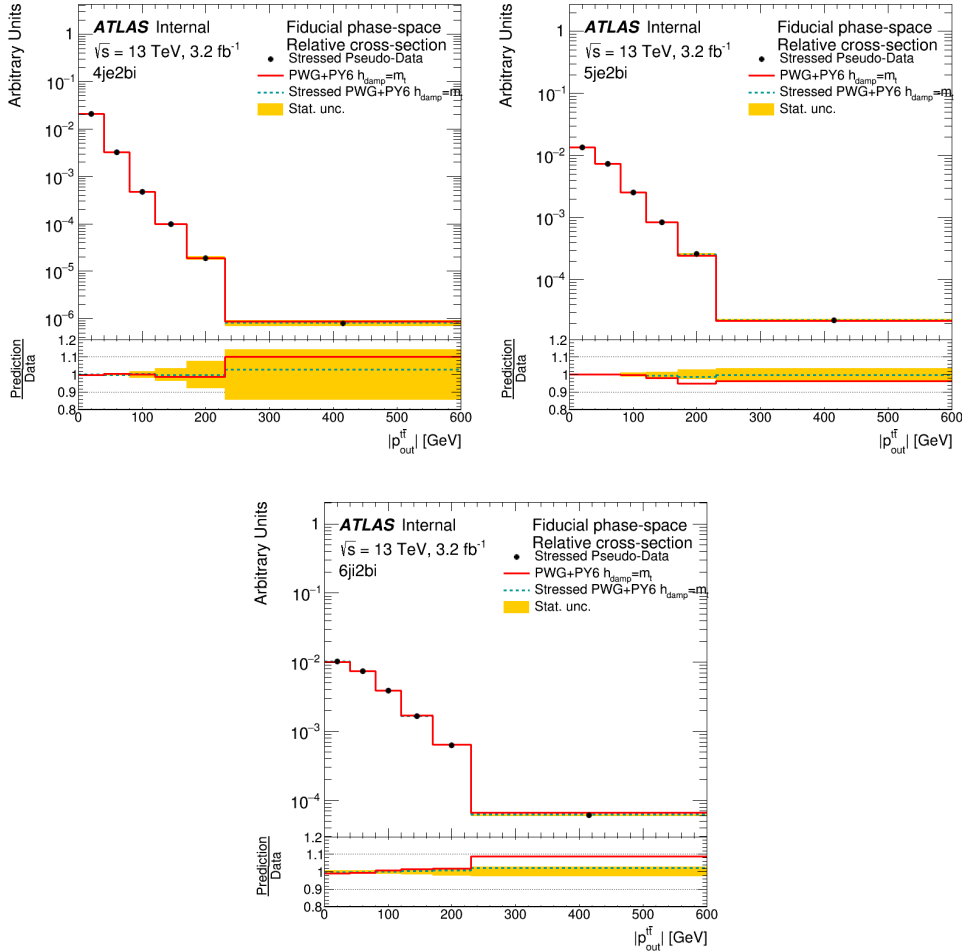 Arbitrary Units
ATLAS Internal
√s = 13 TeV, 3.2 fb⁻¹
4je2bi
Fiducial phase-space
Relative cross-section
Stressed Pseudo-Data
PWG+PY6 h_damp=m_t
Stressed PWG+PY6 h_damp=m
Stat. unc.
1
10⁻¹
10⁻²
10⁻³
10⁻⁴
10⁻⁵
10⁻⁶
Prediction
Data
1.2
1.1
1
0.9
0.8
0 100 200 300 400 500 600
|p_out^tt̄| [GeV]
Arbitrary Units
ATLAS Internal
√s = 13 TeV, 3.2 fb⁻¹
5je2bi
Fiducial phase-space
Relative cross-section
Stressed Pseudo-Data
PWG+PY6 h_damp=m_t
Stressed PWG+PY6 h_damp=m
Stat. unc.
1
10⁻¹
10⁻²
10⁻³
10⁻⁴
Prediction
Data
1.2
1.1
1
0.9
0.8
0 100 200 300 400 500 600
|p_out^tt̄| [GeV]
Arbitrary Units
ATLAS Internal
√s = 13 TeV, 3.2 fb⁻¹
6ji2bi
Fiducial phase-space
Relative cross-section
Stressed Pseudo-Data
PWG+PY6 h_damp=m_t
Stressed PWG+PY6 h_damp=m
Stat. unc.
1
10⁻¹
10⁻²
10⁻³
10⁻⁴
Prediction
Data
1.2
1.1
1
0.9
0.8
0 100 200 300 400 500 600
|p_out^tt̄| [GeV]